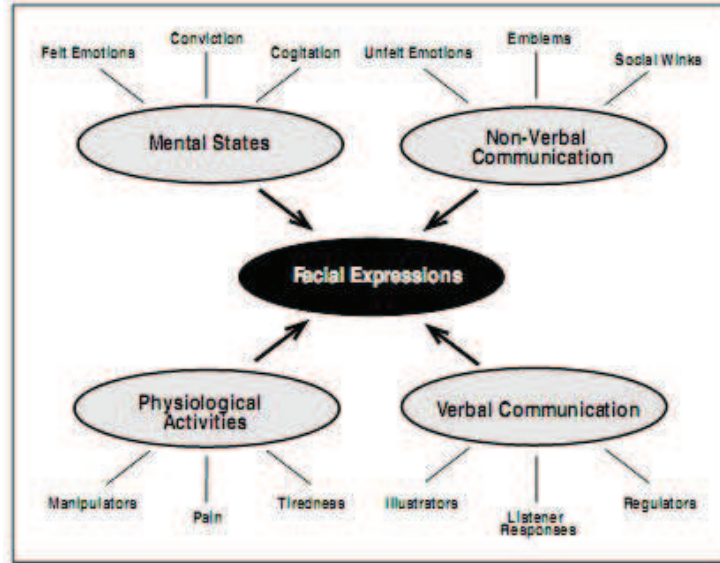 Felt Emotions
Conviction
Cogitation
Unfelt Emotions
Emblems
Social Winks
Mental States
Non-Verbal
Communication
Facial Expressions
Physiological
Activities
Verbal Communication
Manipulators
Pain
Tiredness
Illustrators
Listener
Responses
Regulators